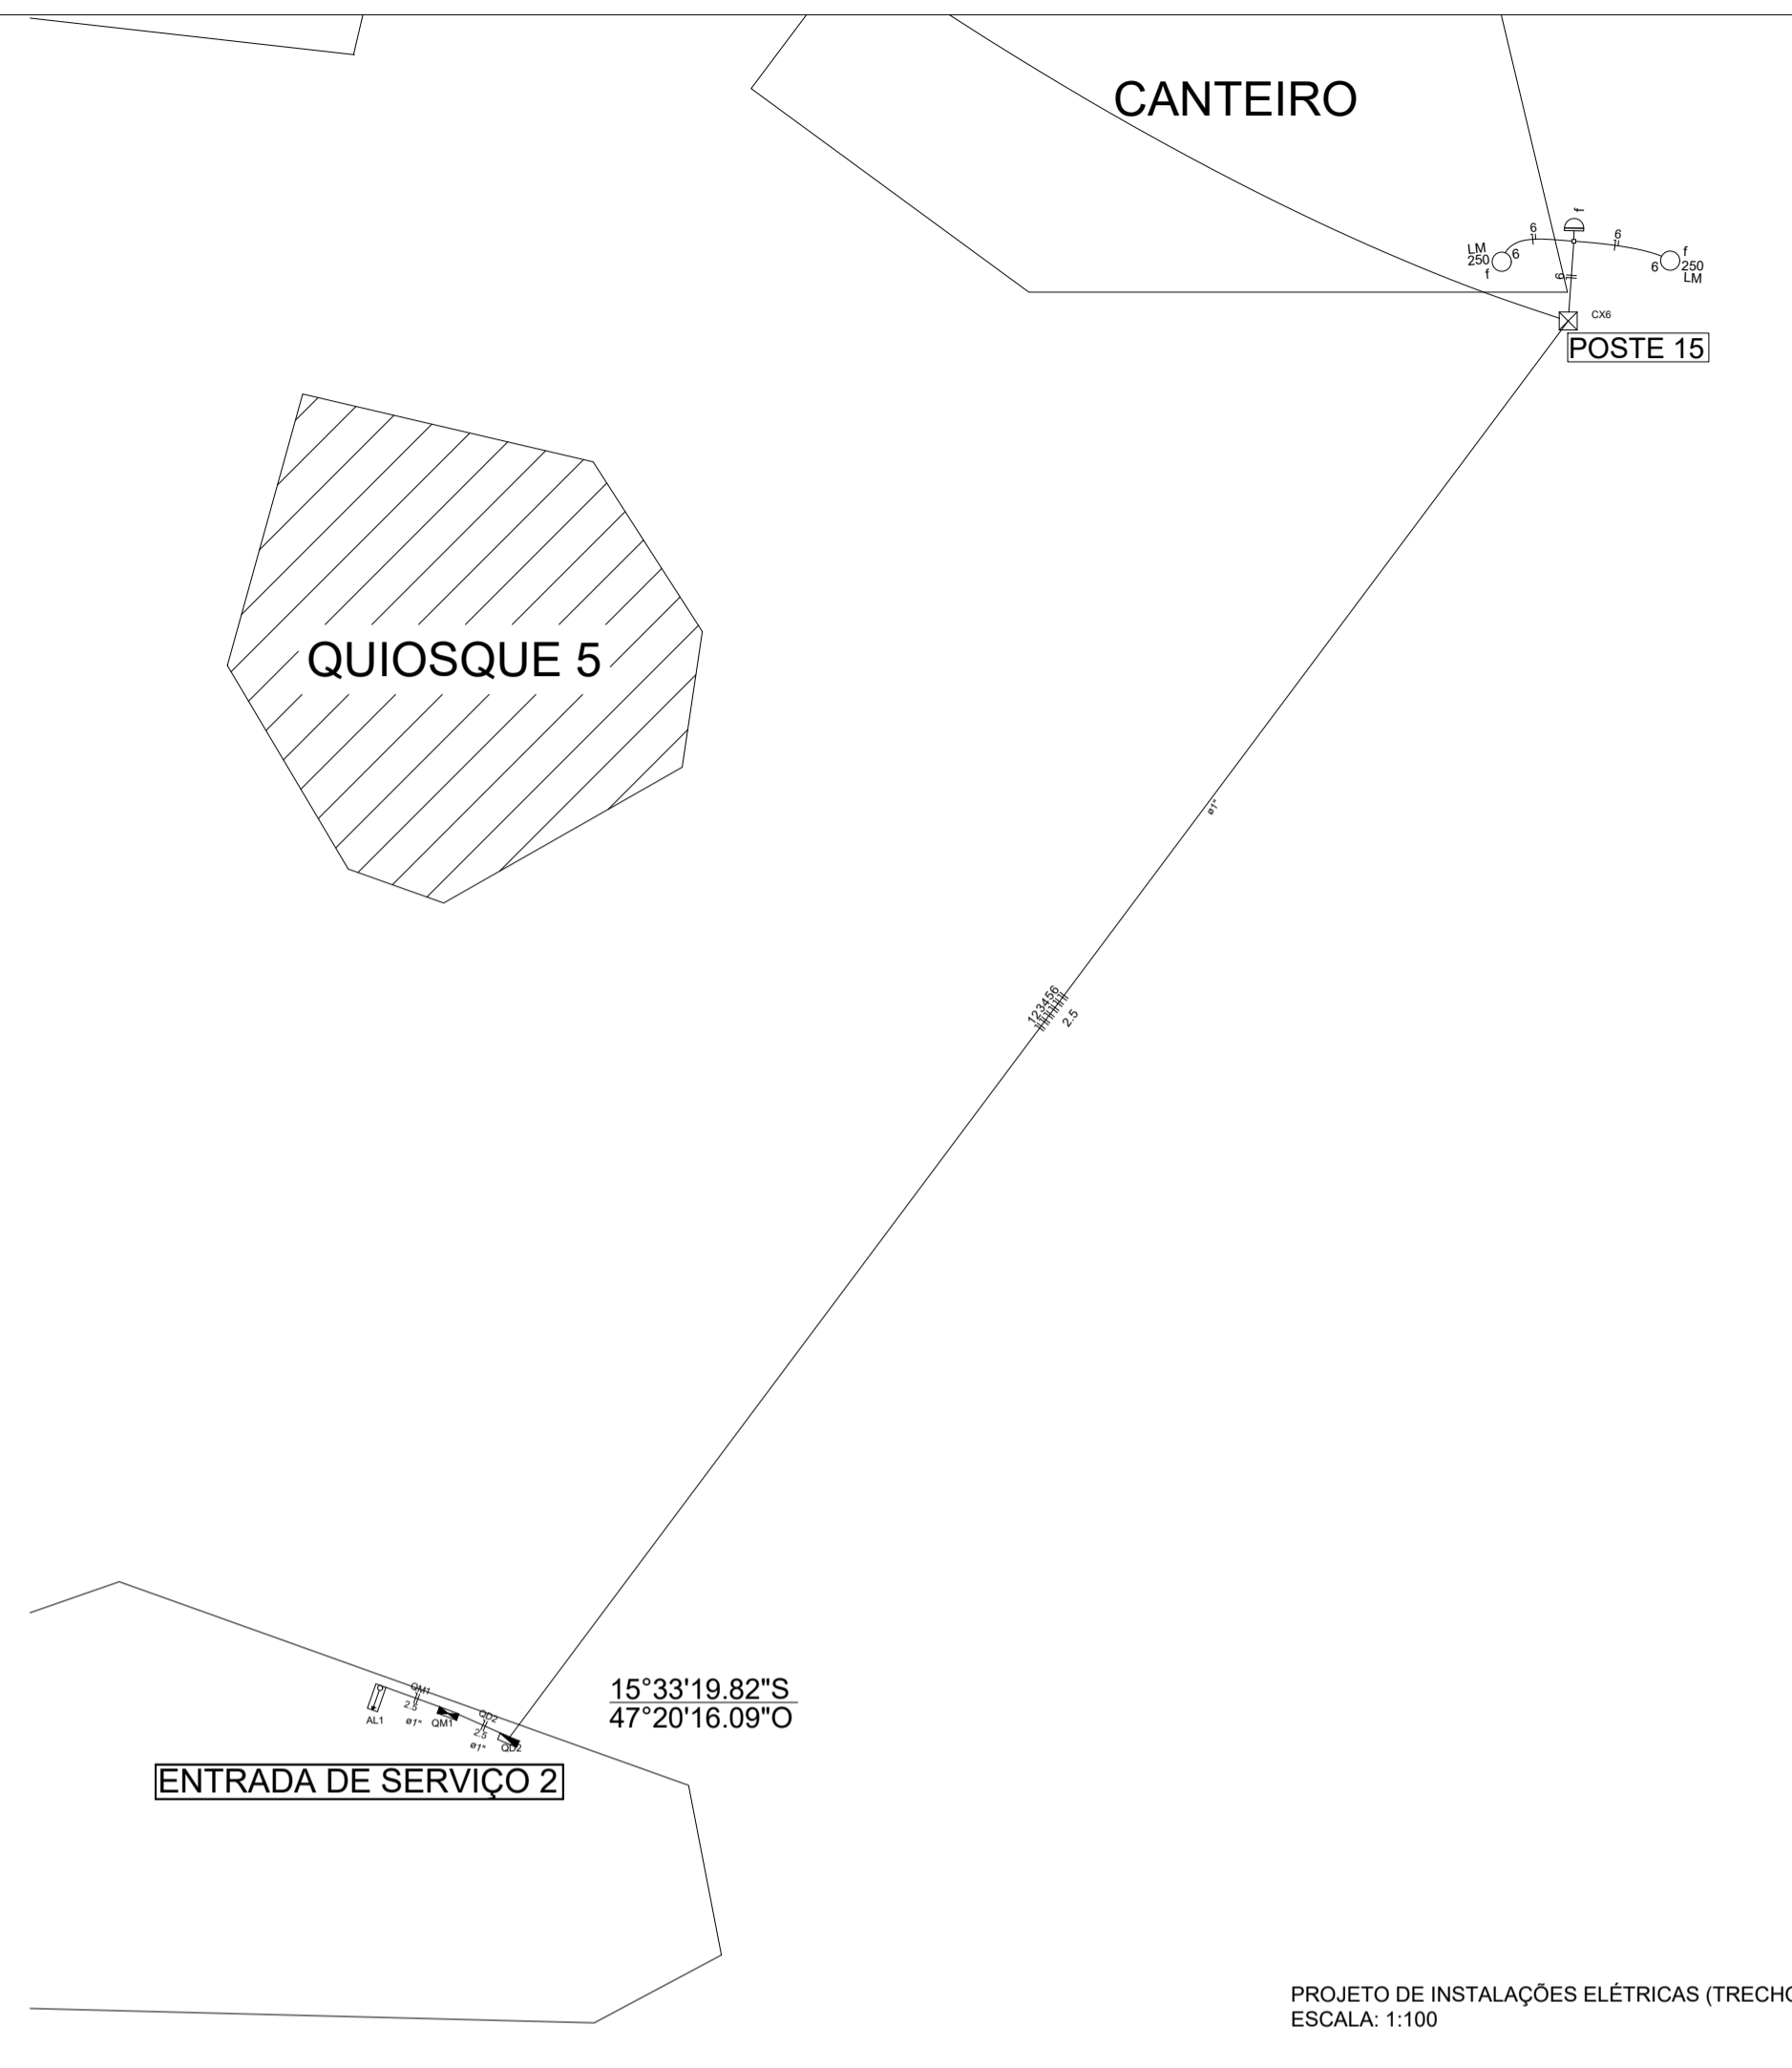 CANTEIRO
f
6
6
LM
250
f
6
6
f
250
LM
6
CX6
POSTE 15
QUIOSQUE 5
ø1"
123456
2.5
15°33'19.82"S
47°20'16.09"O
QM1
2.5
ø1"
AL1
QM1
QD2
2.5
ø1"
QD2
ENTRADA DE SERVIÇO 2
PROJETO DE INSTALAÇÕES ELÉTRICAS (TRECHO
ESCALA: 1:100